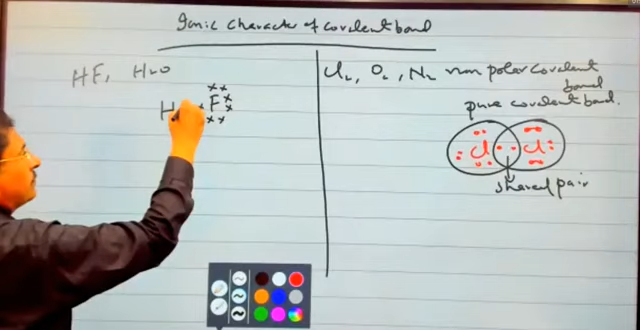 Ionic character of covalent bond
HF, H₂O
H F
Cl₂, O₂, N₂ non polar covalent
bond
pure covalent bond.
Cl Cl
shared pair